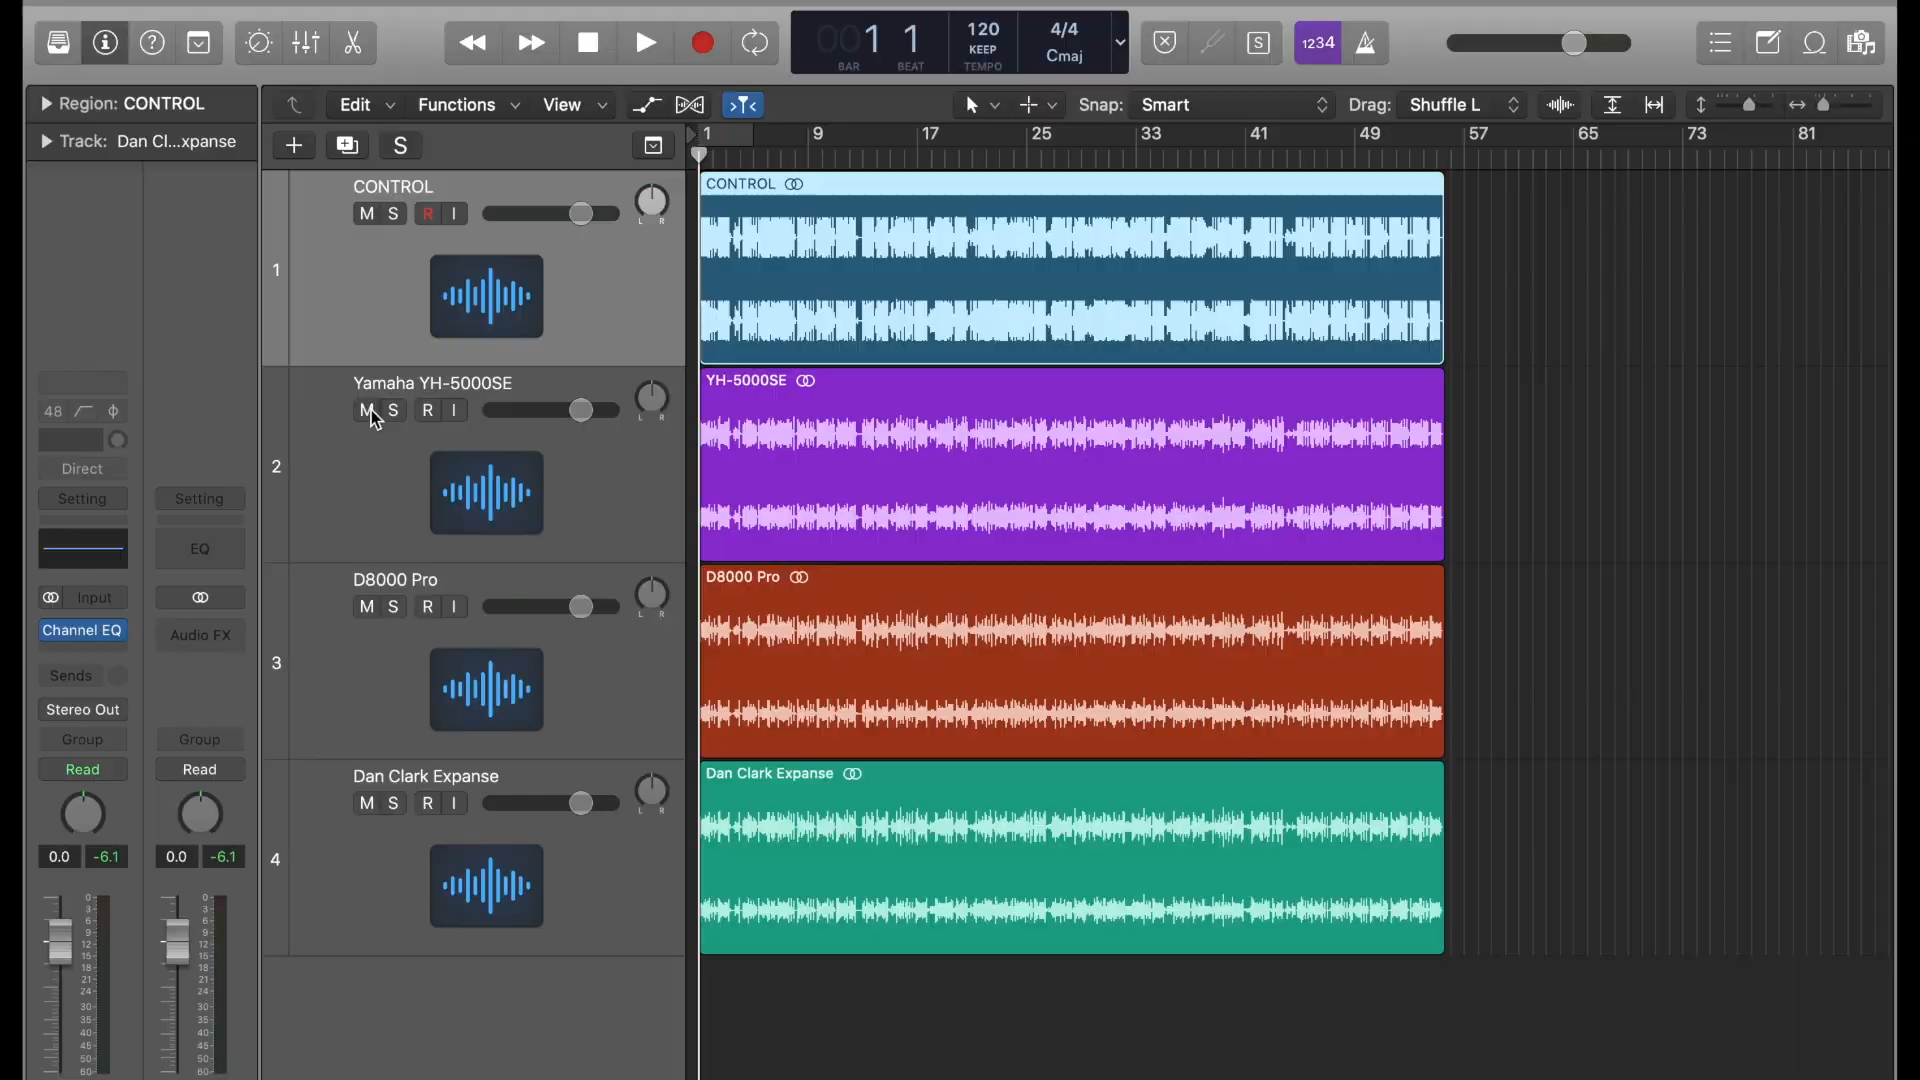 001 1 120 4/4
KEEP Cmaj
BAR BEAT TEMPO
S 1234
Region: CONTROL
Edit Functions View Snap: Smart Drag: Shuffle L
Track: Dan Cl...xpanse
S
1 9 17 25 33 41 49 57 65 73 81
CONTROL
M S R I
L R
1
CONTROL
Yamaha YH-5000SE
M S R I
L R
2
YH-5000SE
D8000 Pro
M S R I
L R
3
D8000 Pro
Dan Clark Expanse
M S R I
L R
4
Dan Clark Expanse
48
Direct
Setting Setting
EQ
Input
Channel EQ Audio FX
Sends
Stereo Out
Group Group
Read Read
0.0 -6.1 0.0 -6.1
0 0
3 3
6 6
9 9
12 12
15 15
18 18
21 21
24 24
30 30
35 35
40 40
45 45
50 50
60 60